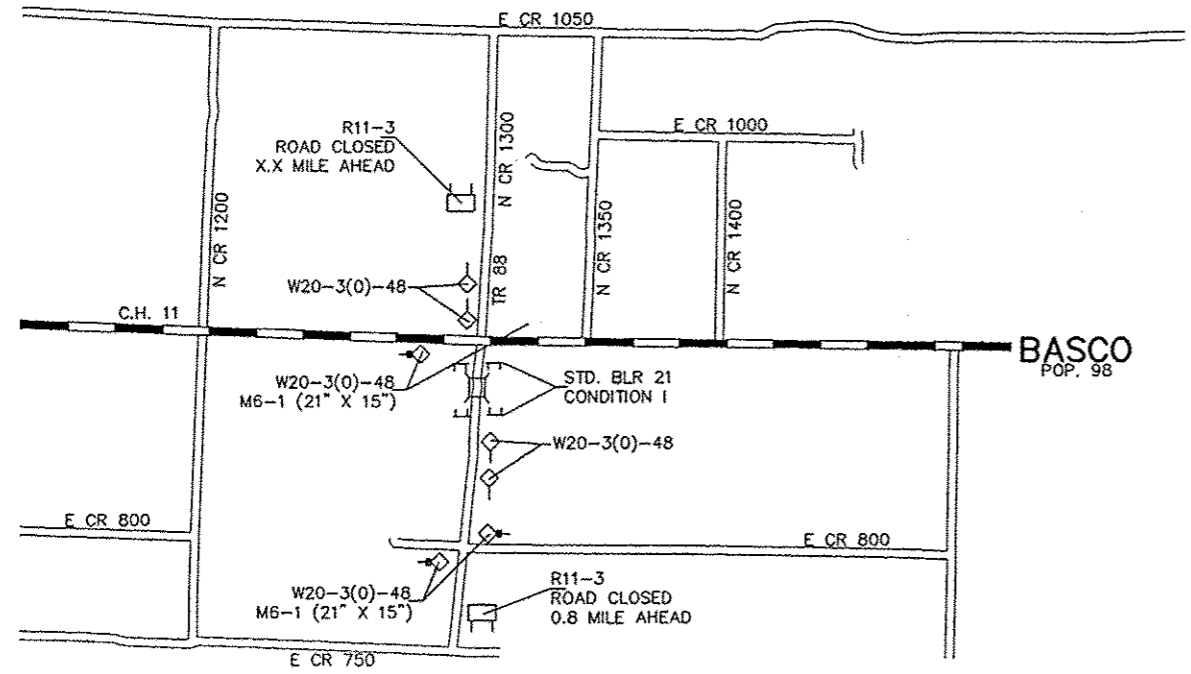 E CR 1050
R11-3
ROAD CLOSED
X.X MILE AHEAD
N CR 1300
E CR 1000
N CR 1200
N CR 1350
N CR 1400
W20-3(0)-48
TR 88
C.H. 11
BASCO
POP. 98
W20-3(0)-48
M6-1 (21" X 15")
STD. BLR 21
CONDITION I
W20-3(0)-48
E CR 800
E CR 800
W20-3(0)-48
M6-1 (21" X 15")
R11-3
ROAD CLOSED
0.8 MILE AHEAD
E CR 750